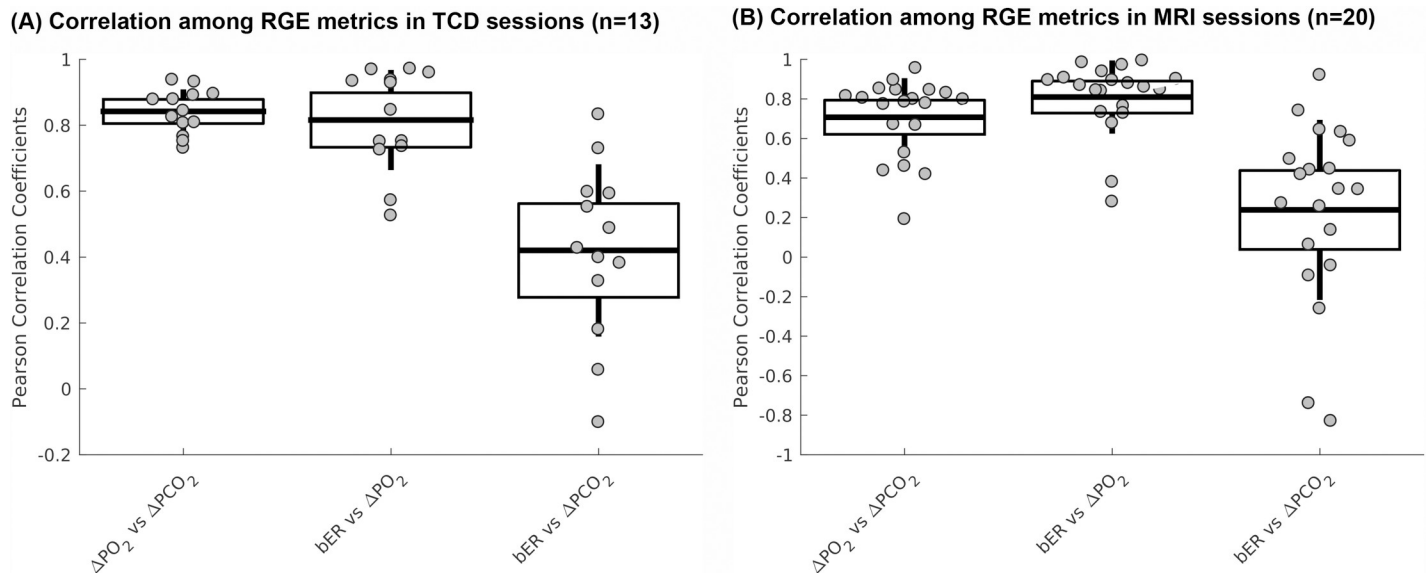 (A) Correlation among RGE metrics in TCD sessions (n=13)
Pearson Correlation Coefficients
1
0.8
0.6
0.4
0.2
0
-0.2
ΔPO₂ vs ΔPCO₂
bER vs ΔPO₂
bER vs ΔPCO₂
(B) Correlation among RGE metrics in MRI sessions (n=20)
Pearson Correlation Coefficients
1
0.8
0.6
0.4
0.2
0
-0.2
-0.4
-0.6
-0.8
-1
ΔPO₂ vs ΔPCO₂
bER vs ΔPO₂
bER vs ΔPCO₂